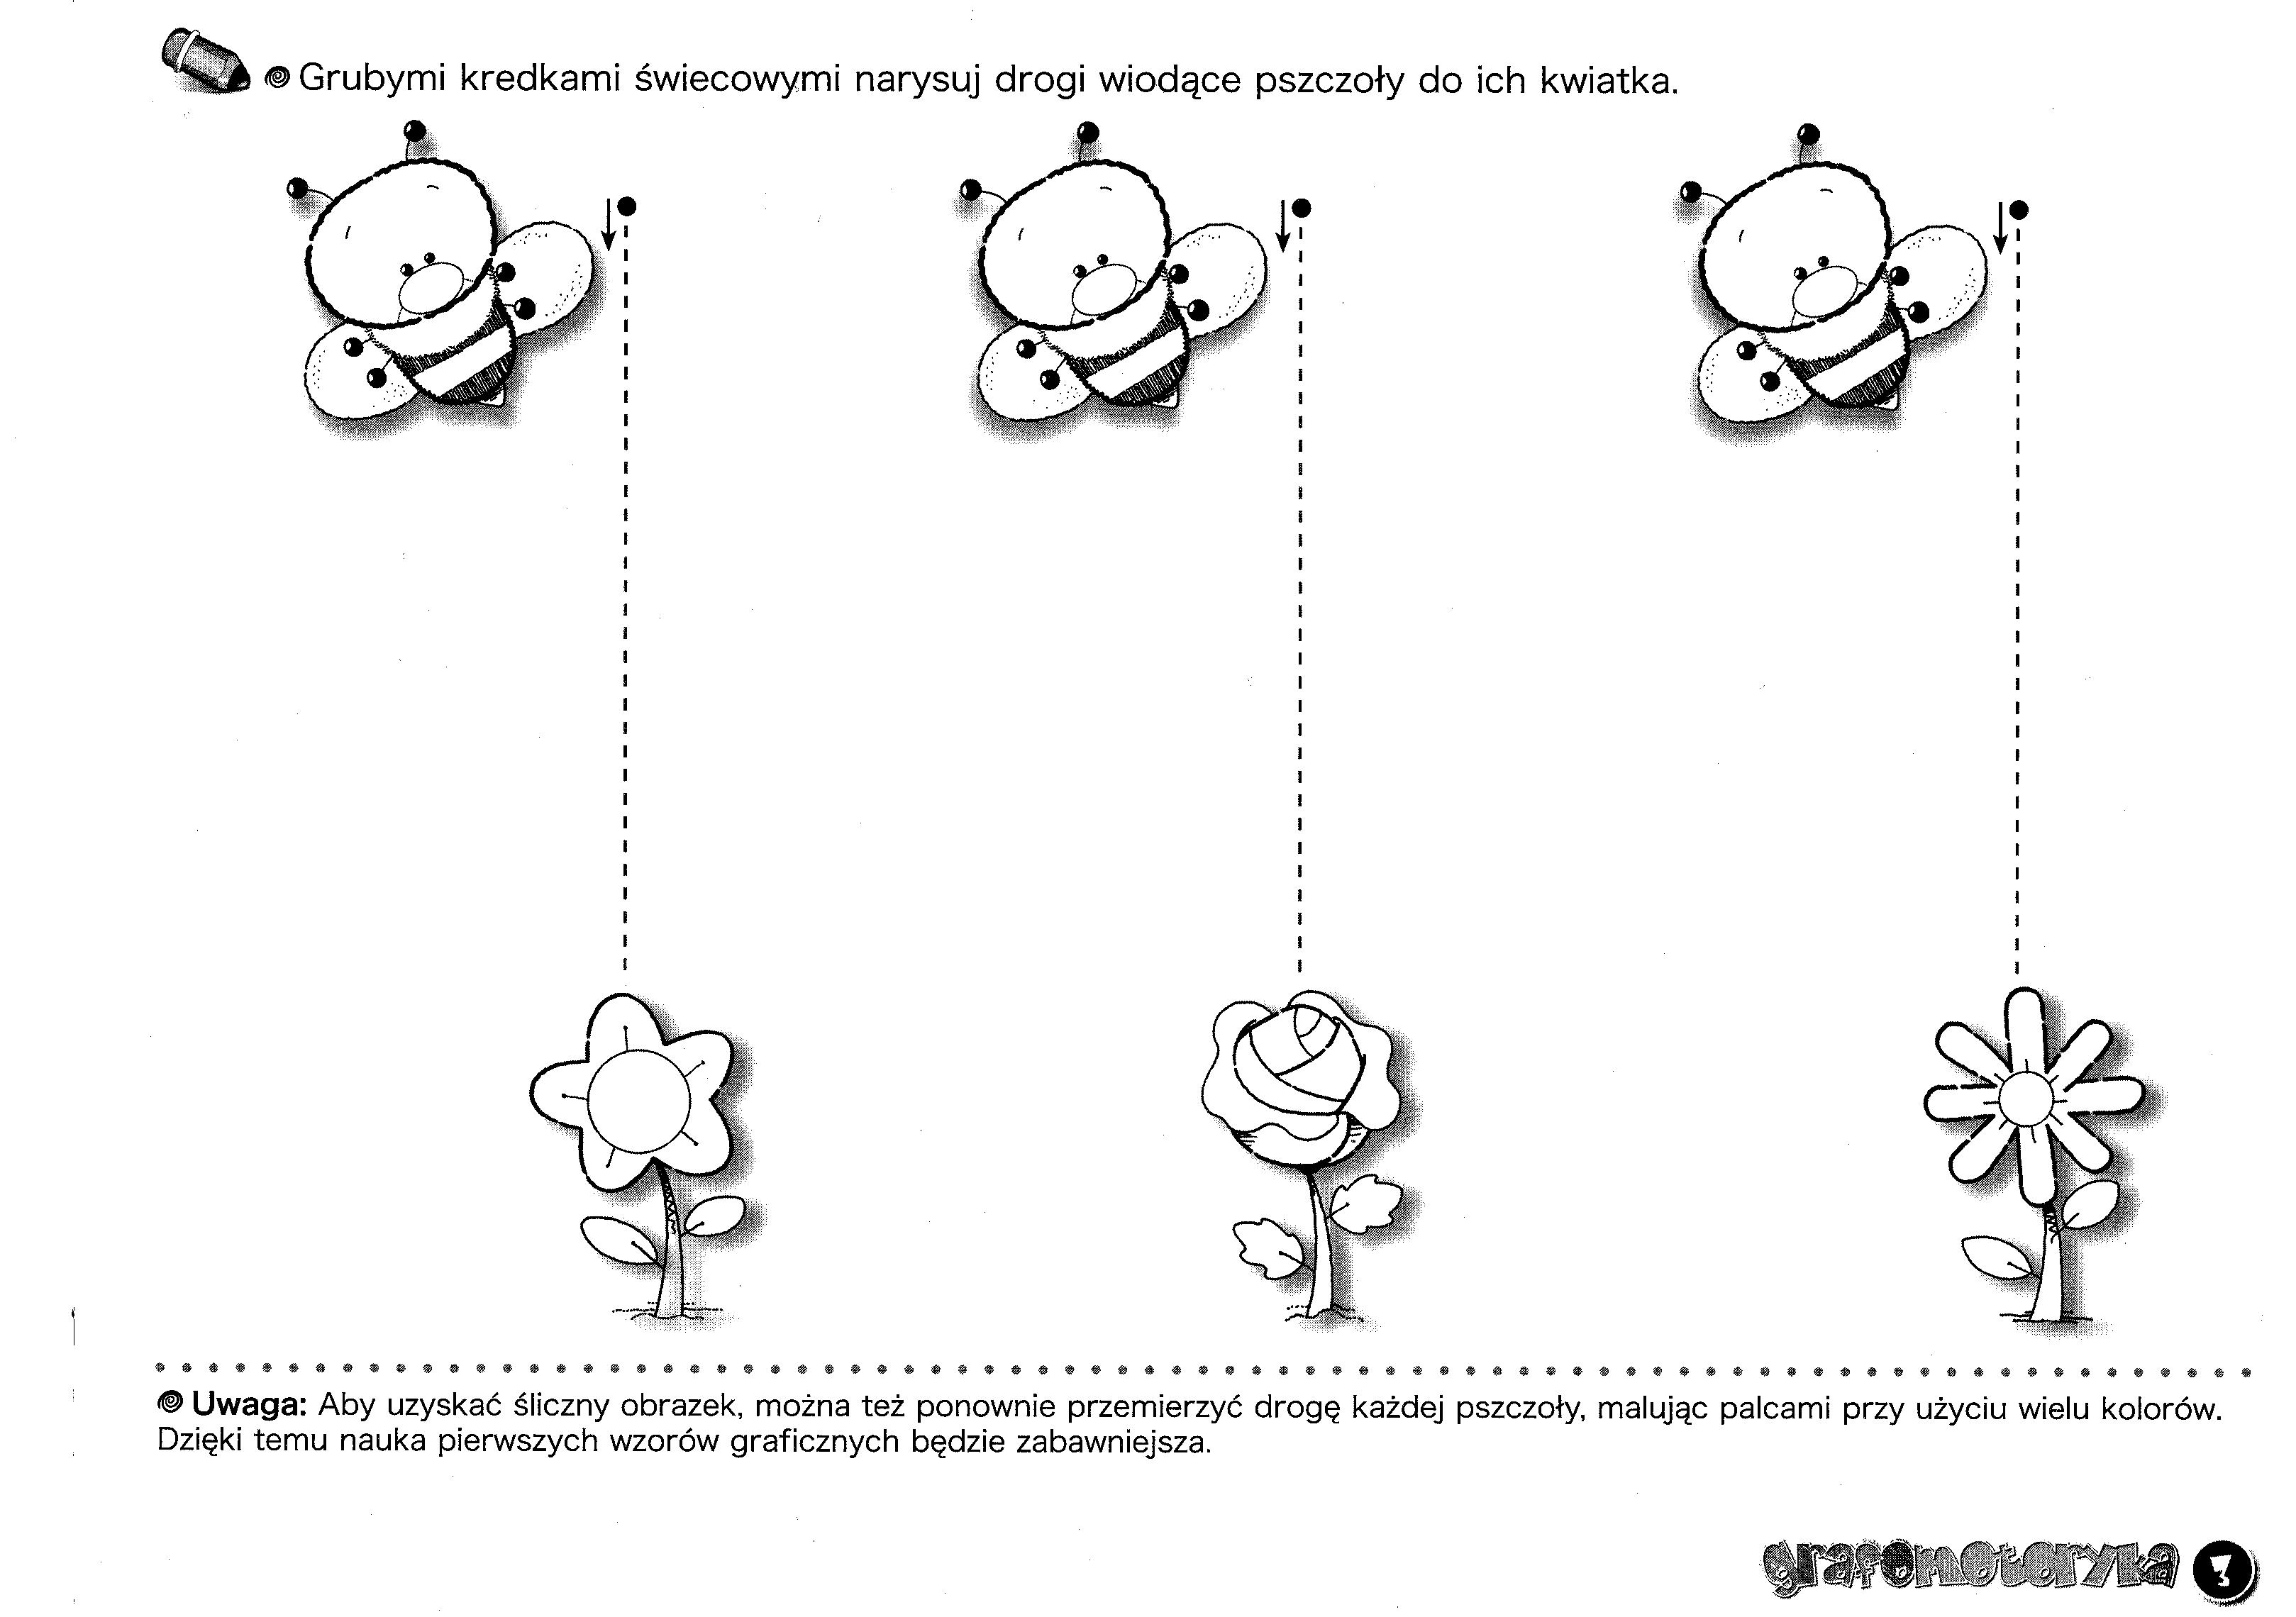 Grubymi kredkami świecowymi narysuj drogi wiodące pszczoły do ich kwiatka.
Uwaga: Aby uzyskać śliczny obrazek, można też ponownie przemierzyć drogę każdej pszczoły, malując palcami przy użyciu wielu kolorów.
Dzięki temu nauka pierwszych wzorów graficznych będzie zabawniejsza.
grafomotoryka 3